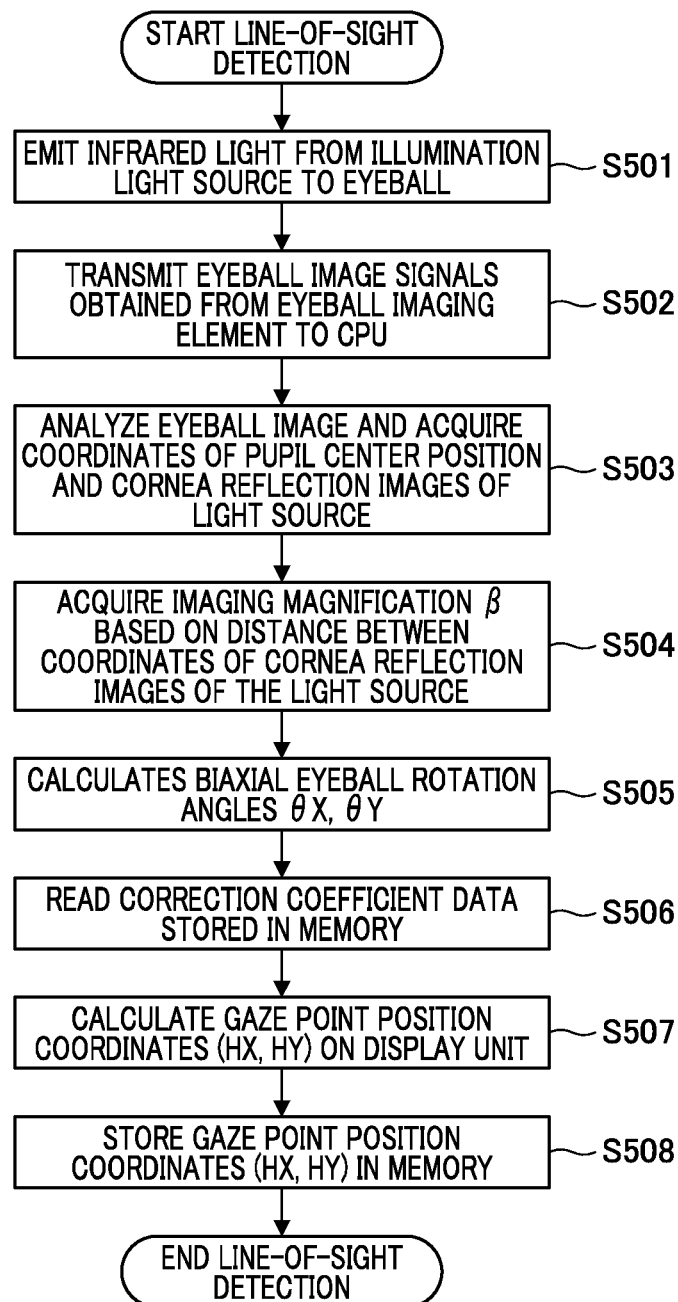 START LINE-OF-SIGHT
DETECTION
EMIT INFRARED LIGHT FROM ILLUMINATION
LIGHT SOURCE TO EYEBALL
S501
TRANSMIT EYEBALL IMAGE SIGNALS
OBTAINED FROM EYEBALL IMAGING
ELEMENT TO CPU
S502
ANALYZE EYEBALL IMAGE AND ACQUIRE
COORDINATES OF PUPIL CENTER POSITION
AND CORNEA REFLECTION IMAGES OF
LIGHT SOURCE
S503
ACQUIRE IMAGING MAGNIFICATION β
BASED ON DISTANCE BETWEEN
COORDINATES OF CORNEA REFLECTION
IMAGES OF THE LIGHT SOURCE
S504
CALCULATES BIAXIAL EYEBALL ROTATION
ANGLES θX, θY
S505
READ CORRECTION COEFFICIENT DATA
STORED IN MEMORY
S506
CALCULATE GAZE POINT POSITION
COORDINATES (HX, HY) ON DISPLAY UNIT
S507
STORE GAZE POINT POSITION
COORDINATES (HX, HY) IN MEMORY
S508
END LINE-OF-SIGHT
DETECTION